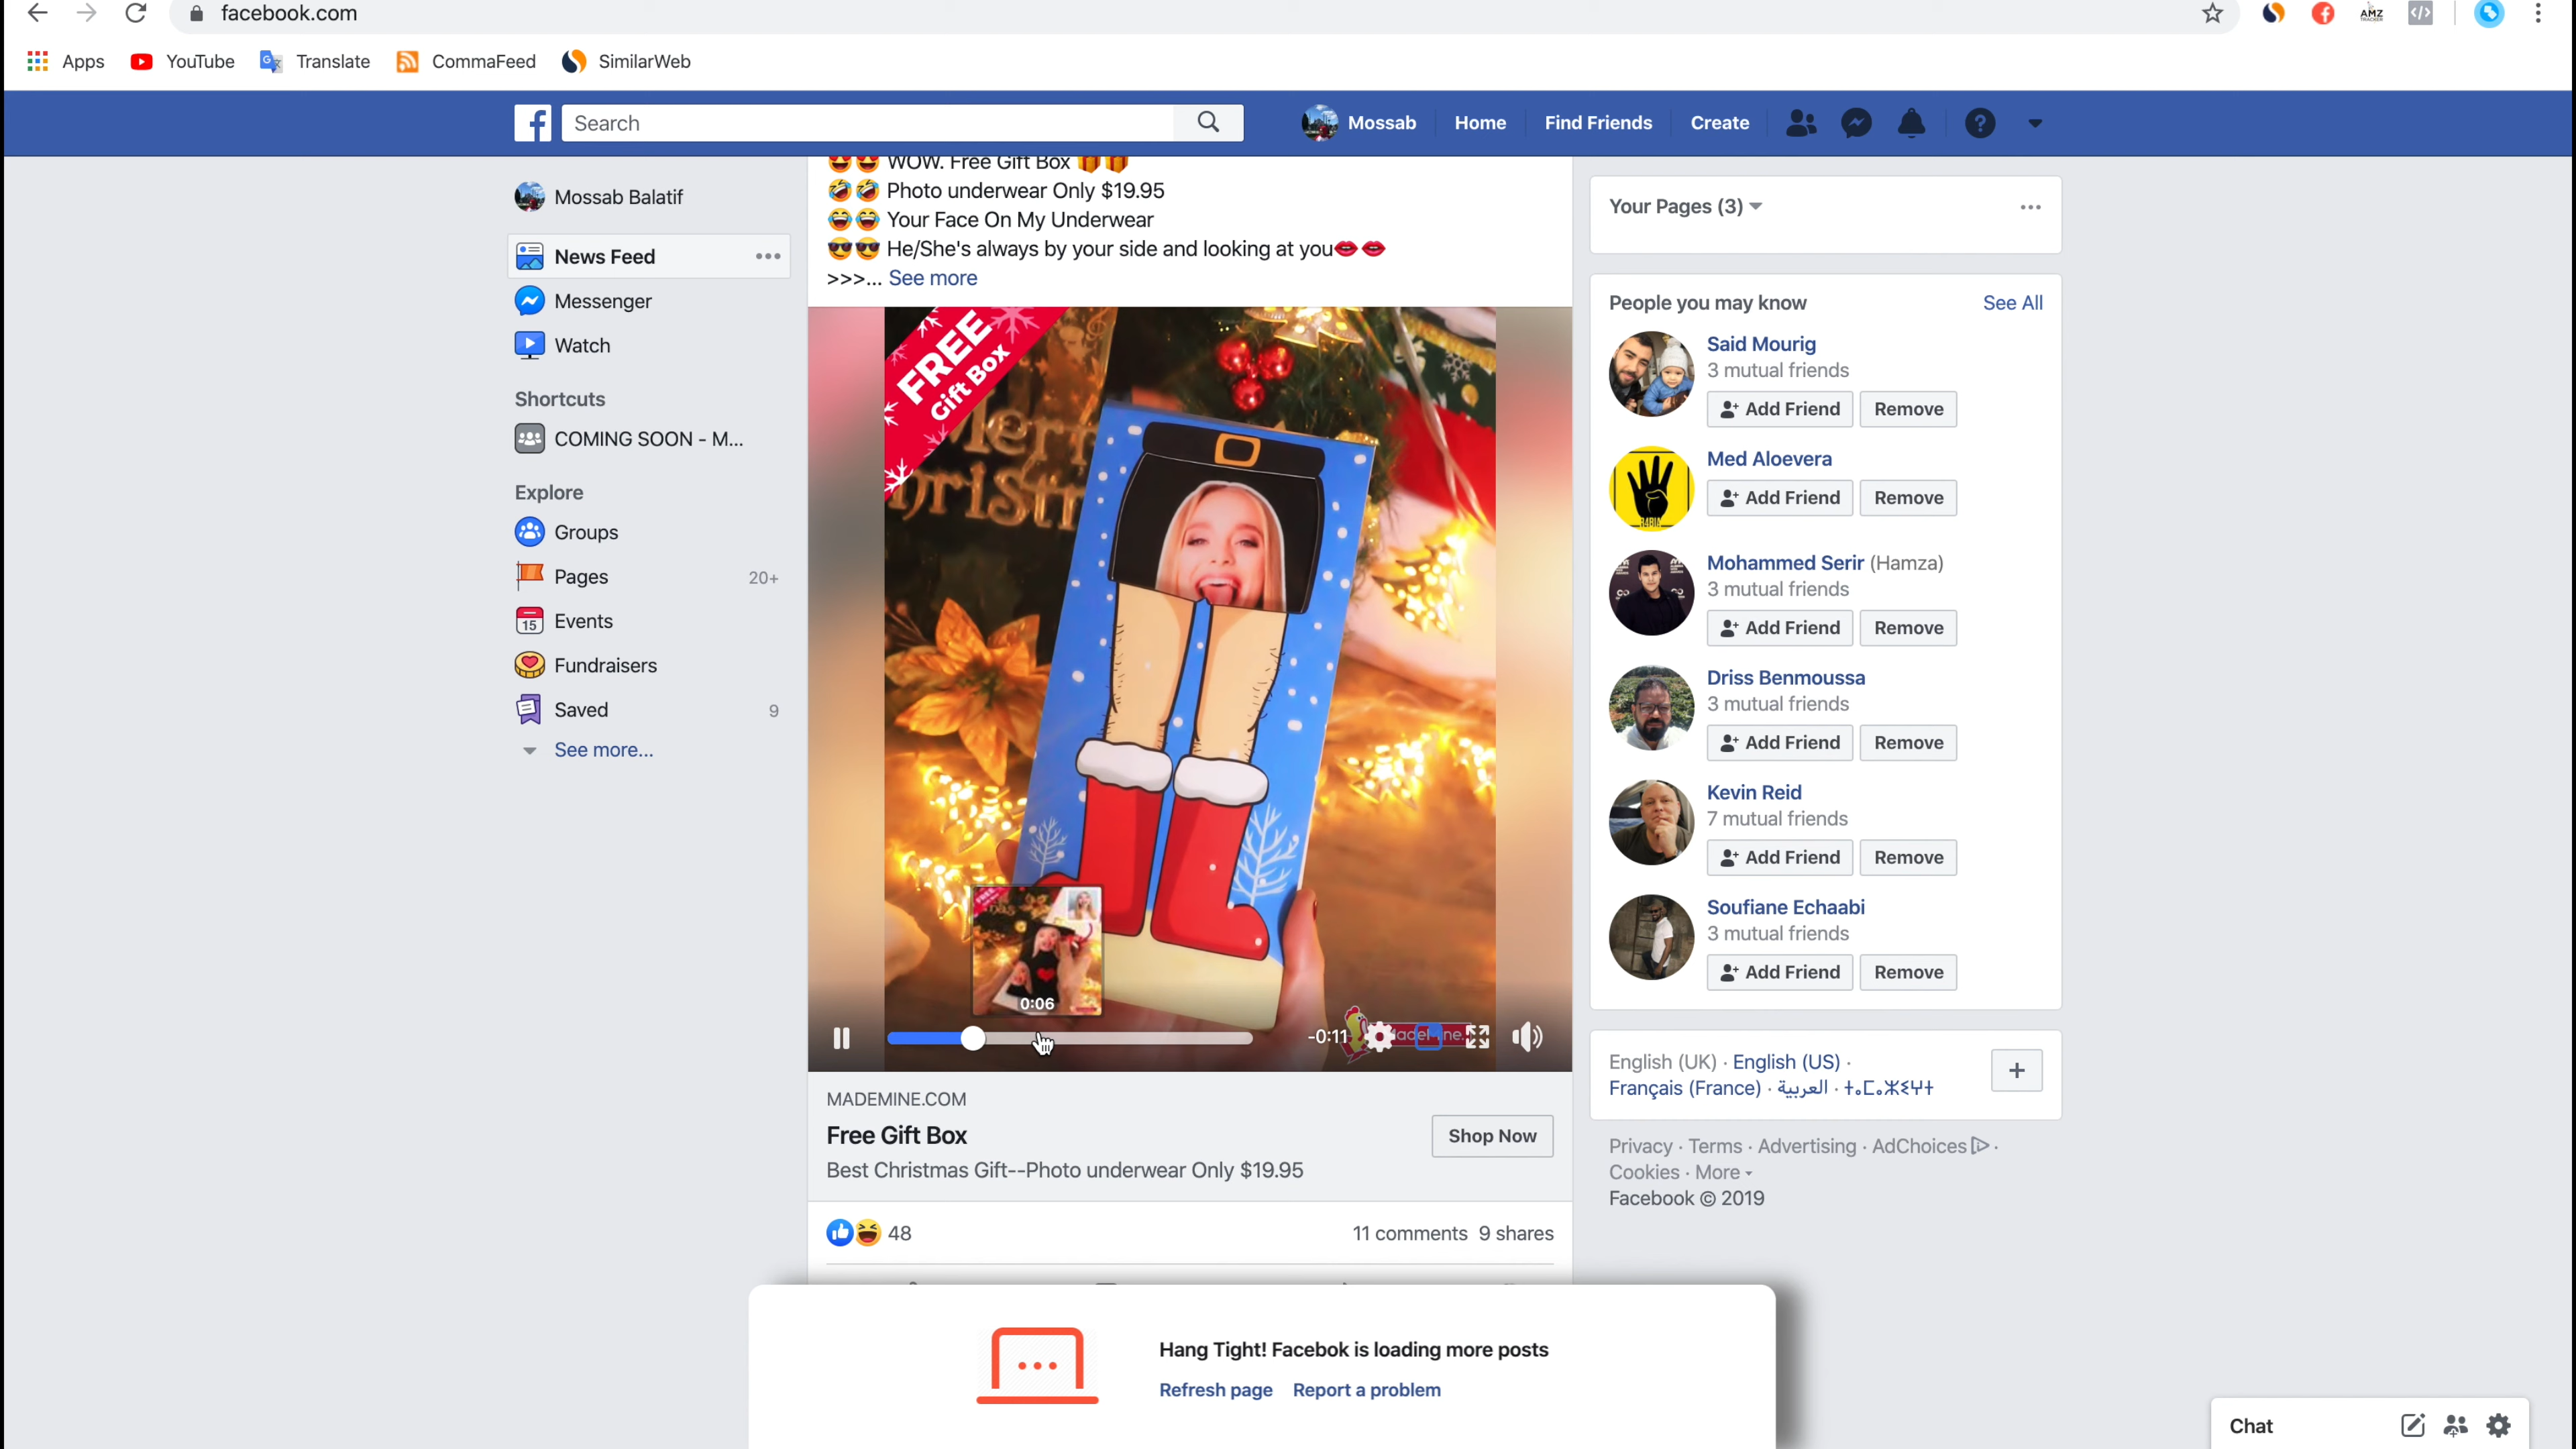 facebook.com
AMZ
TRACKER
Apps
YouTube
Translate
CommaFeed
SimilarWeb
Search
Mossab
Home
Find Friends
Create
Mossab Balatif
News Feed
Messenger
Watch
Shortcuts
COMING SOON - M...
Explore
Groups
Pages 20+
15
Events
Fundraisers
Saved 9
See more...
WOW. Free Gift Box
Photo underwear Only $19.95
Your Face On My Underwear
He/She's always by your side and looking at you
>>>... See more
FREE
Gift Box
Merr
hrist
0:06
-0:11
MADEMINE.COM
Free Gift Box
Best Christmas Gift--Photo underwear Only $19.95
Shop Now
48
11 comments 9 shares
Hang Tight! Facebok is loading more posts
Refresh page Report a problem
Your Pages (3)
People you may know
See All
Said Mourig
3 mutual friends
Add Friend Remove
Med Aloevera
Add Friend Remove
R4BIA
Mohammed Serir (Hamza)
3 mutual friends
Add Friend Remove
Driss Benmoussa
3 mutual friends
Add Friend Remove
Kevin Reid
7 mutual friends
Add Friend Remove
Soufiane Echaabi
3 mutual friends
Add Friend Remove
English (UK) · English (US) ·
Français (France) · العربية · ⵜⴰⵎⴰⵣⵉⵖⵜ
Privacy · Terms · Advertising · AdChoices ·
Cookies · More
Facebook © 2019
Chat